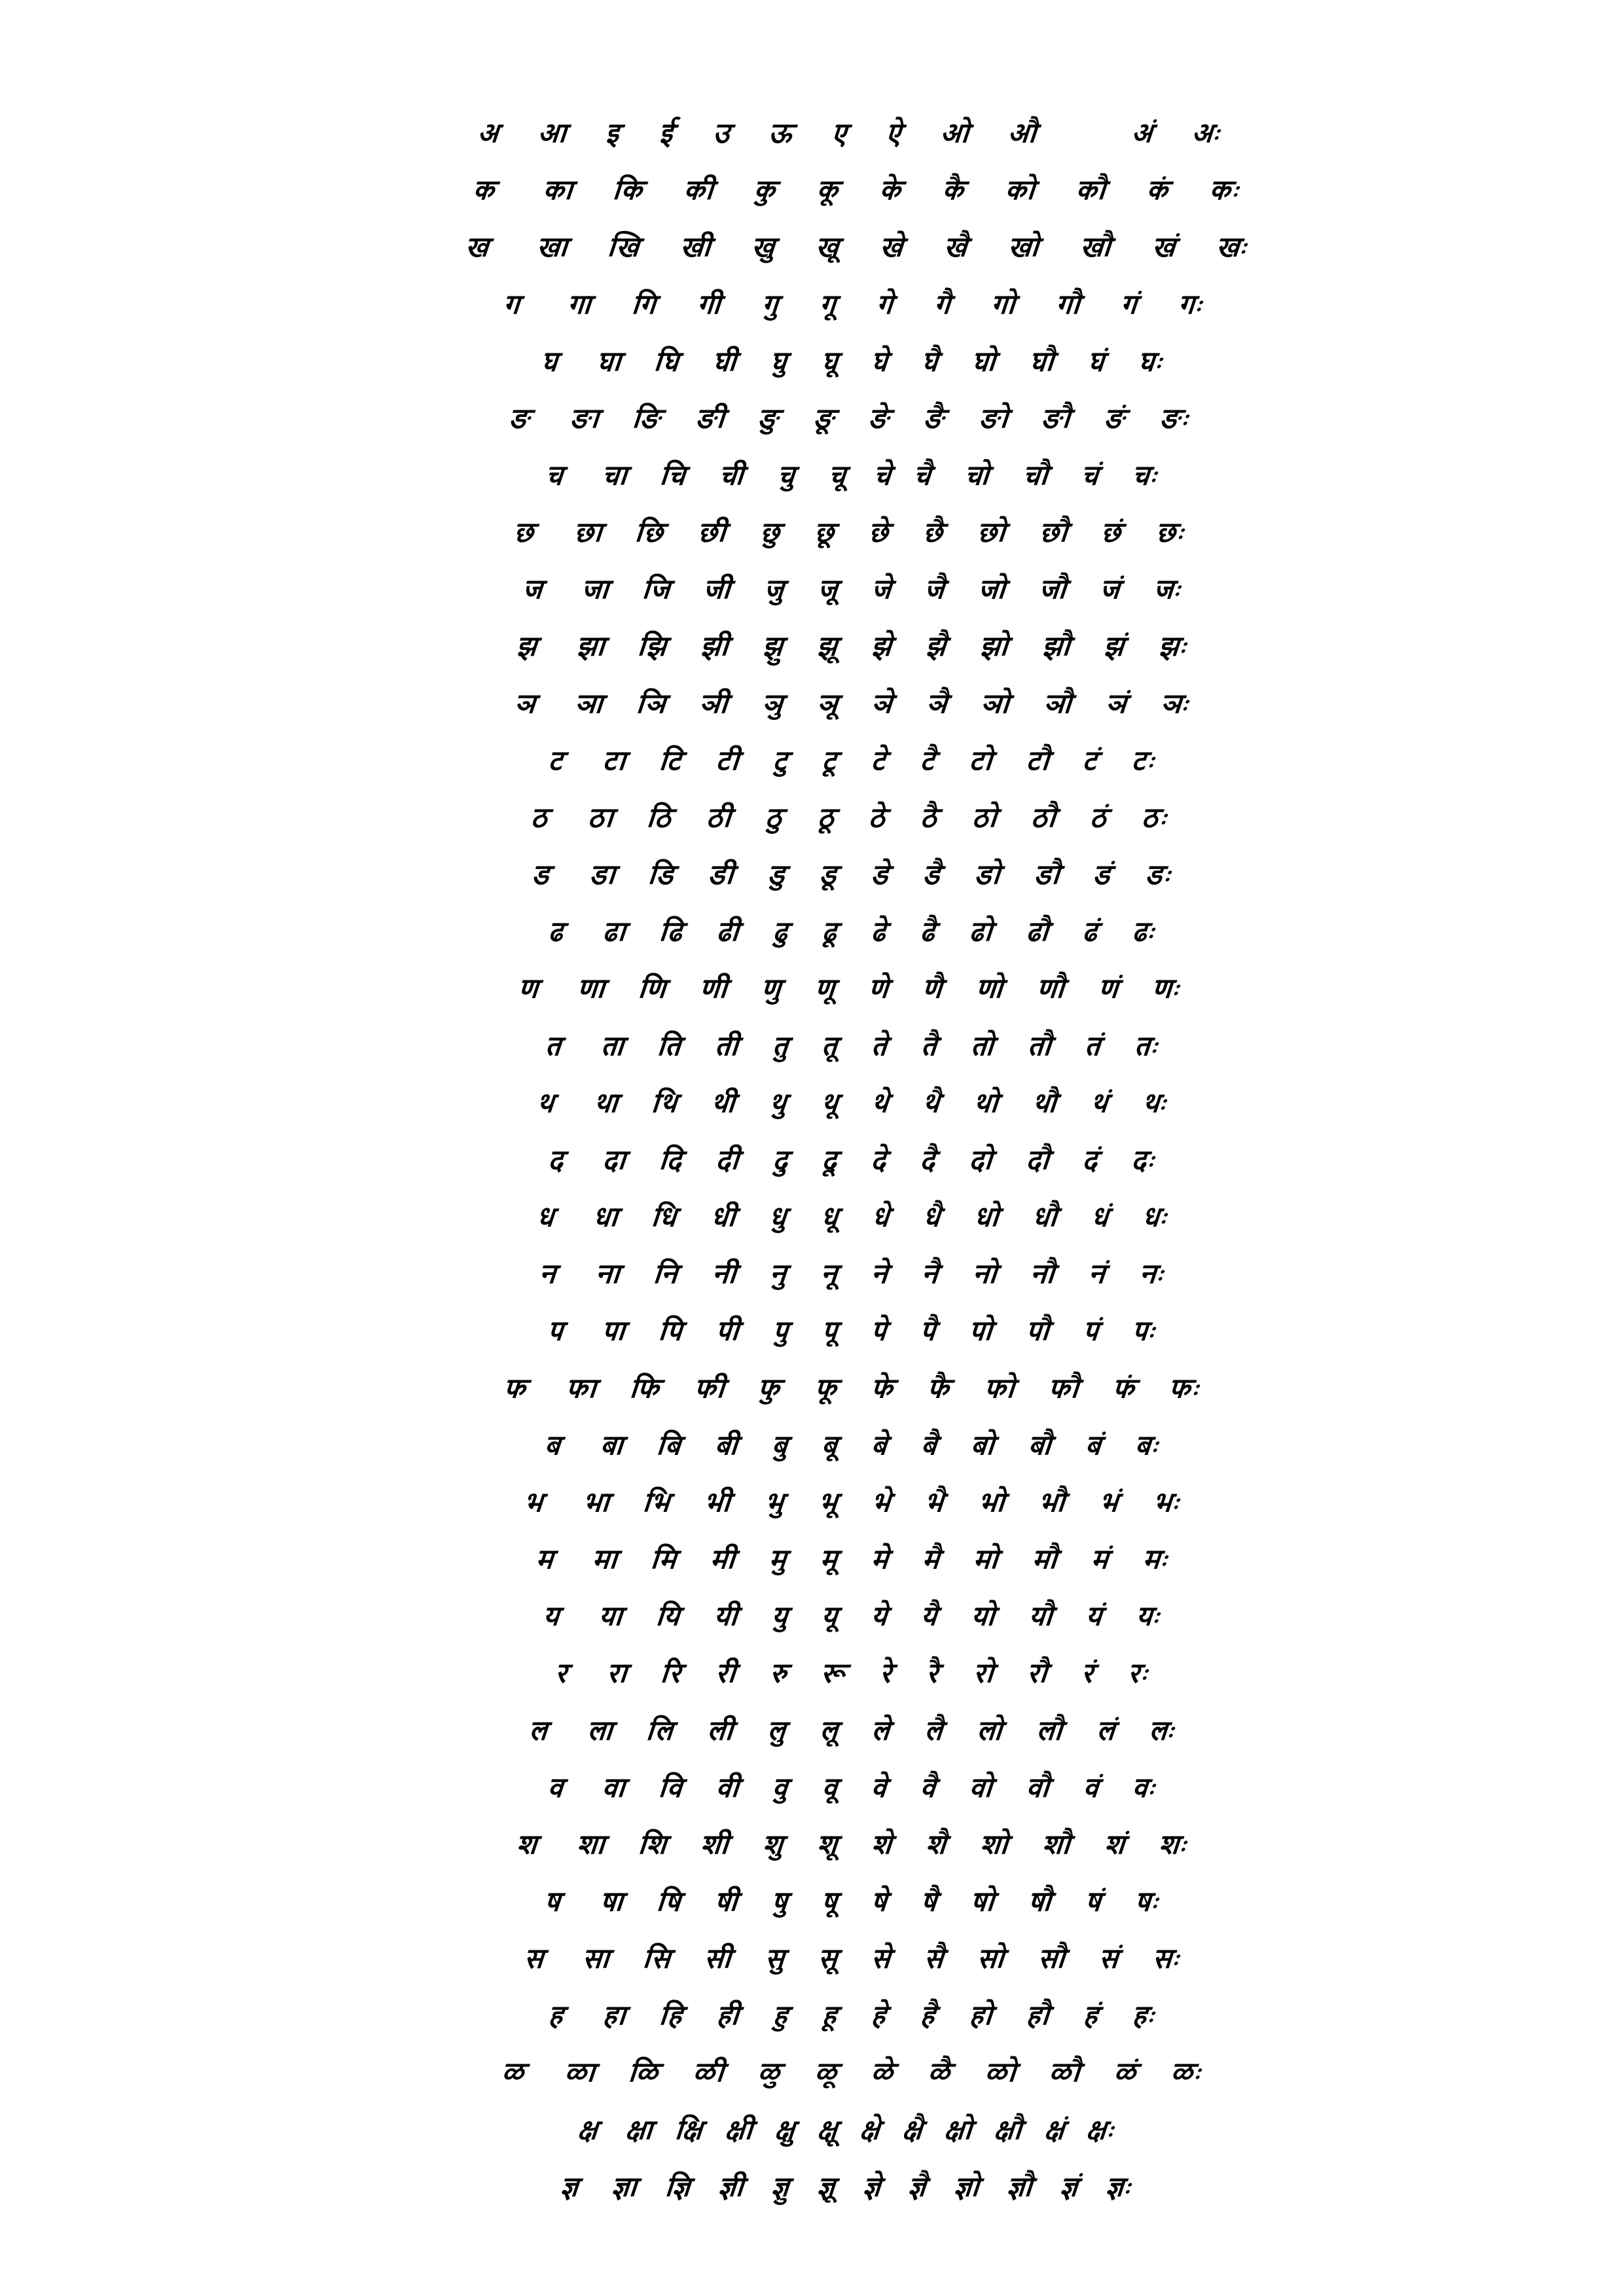 अ आ इ ई उ ऊ ए ऐ ओ औ अं अः
क का कि की कु कू के कै को कौ कं कः
ख खा खि खी खु खू खे खै खो खौ खं खः
ग गा गि गी गु गू गे गै गो गौ गं गः
घ घा घि घी घु घू घे घै घो घौ घं घः
ङ ङा ङि ङी ङु ङू ङे ङै ङो ङौ ङं ङः
च चा चि ची चु चू चे चै चो चौ चं चः
छ छा छि छी छु छू छे छै छो छौ छं छः
ज जा जि जी जु जू जे जै जो जौ जं जः
झ झा झि झी झु झू झे झै झो झौ झं झः
ञ ञा ञि ञी ञु ञू ञे ञै ञो ञौ ञं ञः
ट टा टि टी टु टू टे टै टो टौ टं टः
ठ ठा ठि ठी ठु ठू ठे ठै ठो ठौ ठं ठः
ड डा डि डी डु डू डे डै डो डौ डं डः
ढ ढा ढि ढी ढु ढू ढे ढै ढो ढौ ढं ढः
ण णा णि णी णु णू णे णै णो णौ णं णः
त ता ति ती तु तू ते तै तो तौ तं तः
थ था थि थी थु थू थे थै थो थौ थं थः
द दा दि दी दु दू दे दै दो दौ दं दः
ध धा धि धी धु धू धे धै धो धौ धं धः
न ना नि नी नु नू ने नै नो नौ नं नः
प पा पि पी पु पू पे पै पो पौ पं पः
फ फा फि फी फु फू फे फै फो फौ फं फः
ब बा बि बी बु बू बे बै बो बौ बं बः
भ भा भि भी भु भू भे भै भो भौ भं भः
म मा मि मी मु मू मे मै मो मौ मं मः
य या यि यी यु यू ये यै यो यौ यं यः
र रा रि री रु रू रे रै रो रौ रं रः
ल ला लि ली लु लू ले लै लो लौ लं लः
व वा वि वी वु वू वे वै वो वौ वं वः
श शा शि शी शु शू शे शै शो शौ शं शः
ष षा षि षी षु षू षे षै षो षौ षं षः
स सा सि सी सु सू से सै सो सौ सं सः
ह हा हि ही हु हू हे है हो हौ हं हः
ळ ळा ळि ळी ळु ळू ळे ळै ळो ळौ ळं ळः
क्ष क्षा क्षि क्षी क्षु क्षू क्षे क्षै क्षो क्षौ क्षं क्षः
ज्ञ ज्ञा ज्ञि ज्ञी ज्ञु ज्ञू ज्ञे ज्ञै ज्ञो ज्ञौ ज्ञं ज्ञः